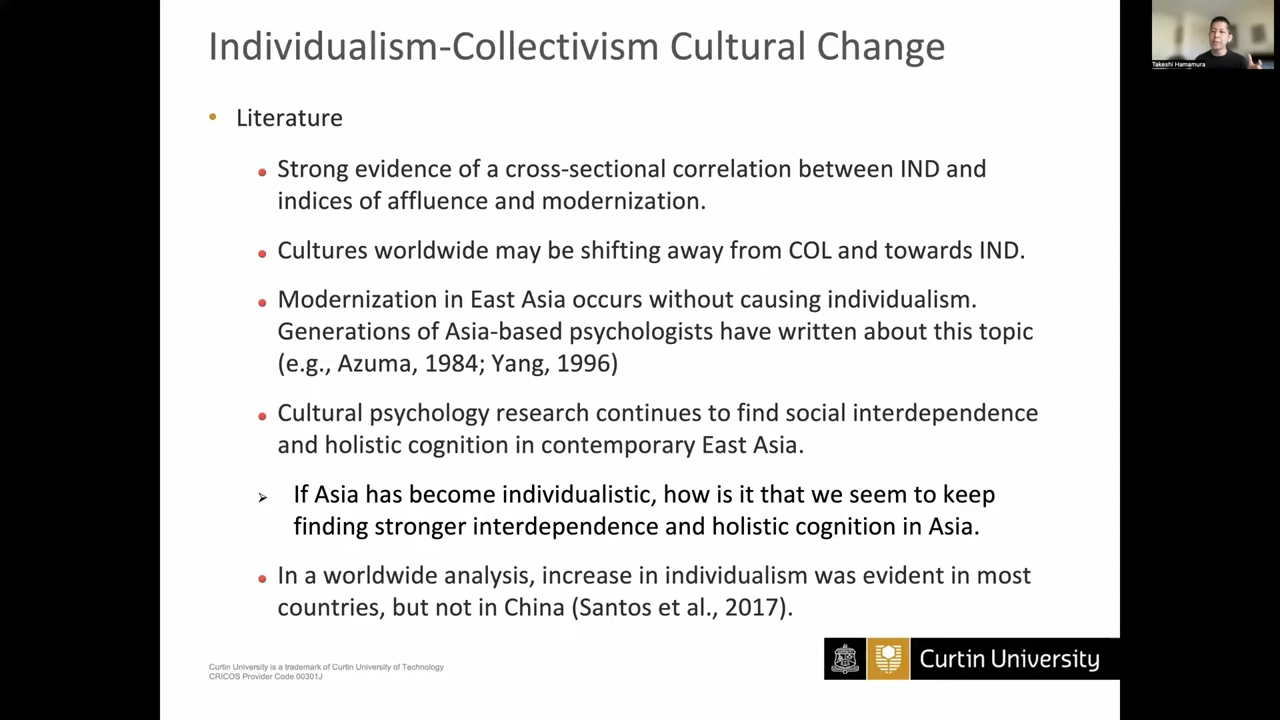 Individualism-Collectivism Cultural Change
Takeshi Hamamura
• Literature
• Strong evidence of a cross-sectional correlation between IND and
indices of affluence and modernization.
• Cultures worldwide may be shifting away from COL and towards IND.
• Modernization in East Asia occurs without causing individualism.
Generations of Asia-based psychologists have written about this topic
(e.g., Azuma, 1984; Yang, 1996)
• Cultural psychology research continues to find social interdependence
and holistic cognition in contemporary East Asia.
➢ If Asia has become individualistic, how is it that we seem to keep
finding stronger interdependence and holistic cognition in Asia.
• In a worldwide analysis, increase in individualism was evident in most
countries, but not in China (Santos et al., 2017).
Curtin University is a trademark of Curtin University of Technology
CRICOS Provider Code 00301J
Curtin University